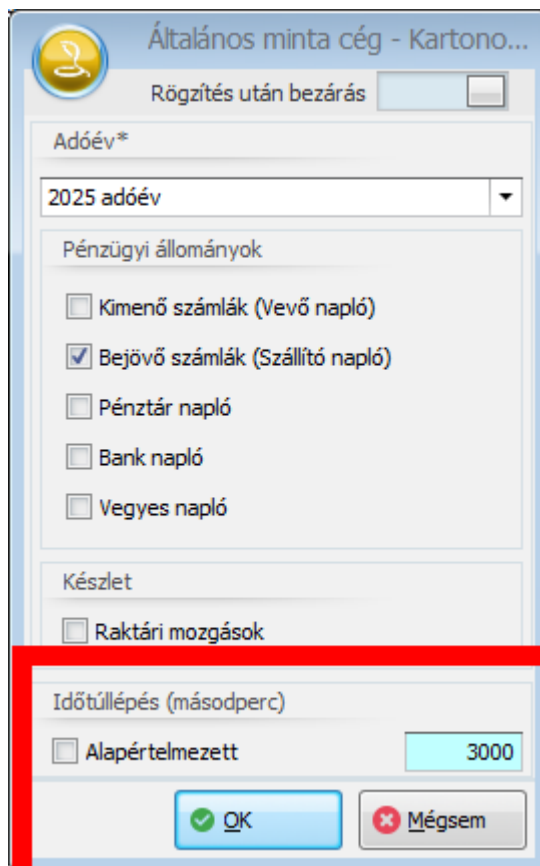 Általános minta cég - Kartono...
Rögzítés után bezárás
Adóév*
2025 adóév
Pénzügyi állományok
Kimenő számlák (Vevő napló)
Bejövő számlák (Szállító napló)
Pénztár napló
Bank napló
Vegyes napló
Készlet
Raktári mozgások
Időtúllépés (másodperc)
Alapértelmezett 3000
OK Mégsem